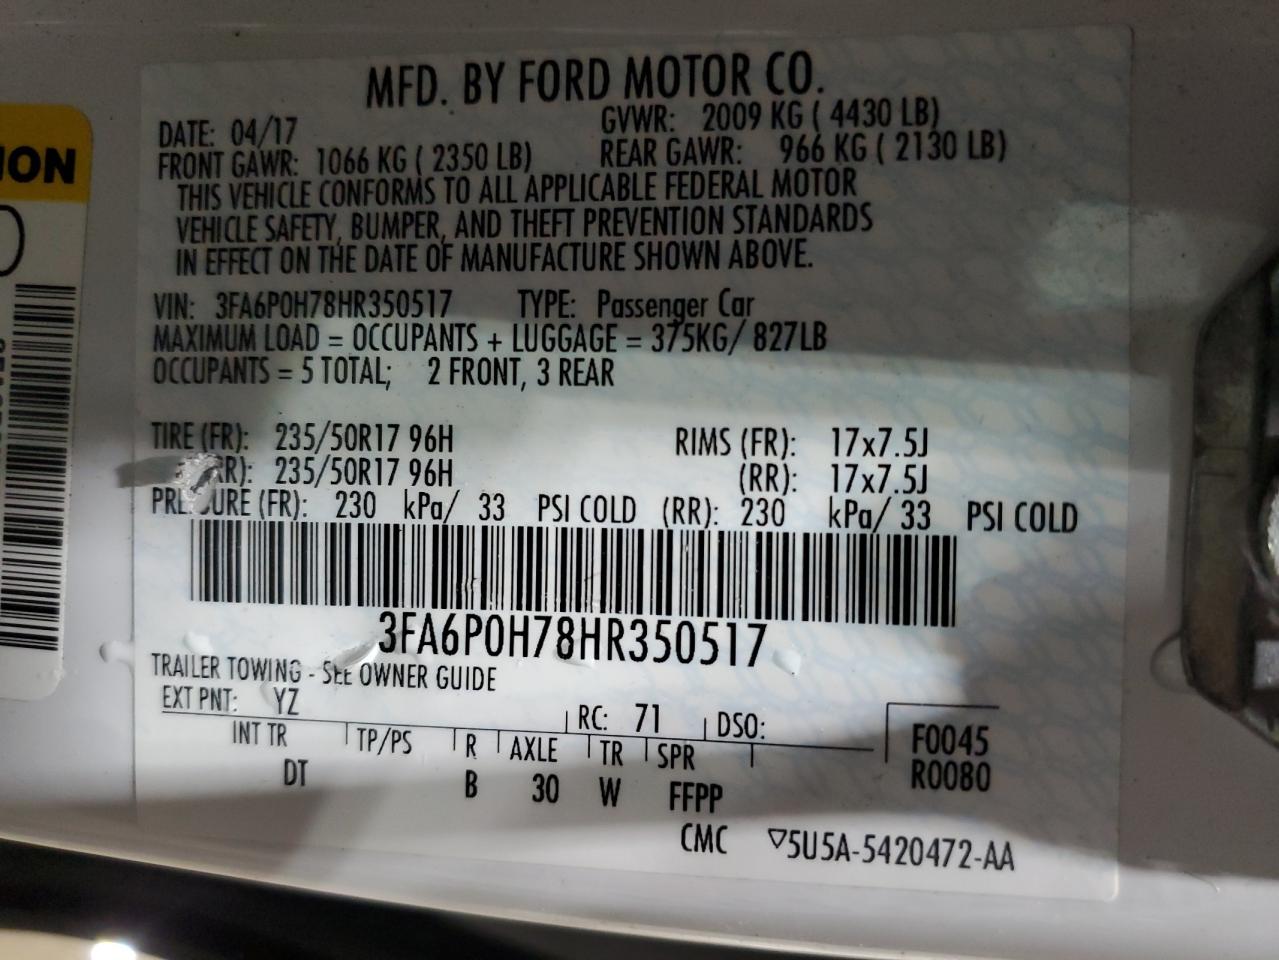 MFD. BY FORD MOTOR CO.
DATE: 04/17 GVWR: 2009 KG ( 4430 LB)
FRONT GAWR: 1066 KG ( 2350 LB) REAR GAWR: 966 KG ( 2130 LB)
THIS VEHICLE CONFORMS TO ALL APPLICABLE FEDERAL MOTOR
VEHICLE SAFETY, BUMPER, AND THEFT PREVENTION STANDARDS
IN EFFECT ON THE DATE OF MANUFACTURE SHOWN ABOVE.
VIN: 3FA6P0H78HR350517 TYPE: Passenger Car
MAXIMUM LOAD = OCCUPANTS + LUGGAGE = 375KG/ 827LB
OCCUPANTS = 5 TOTAL; 2 FRONT, 3 REAR
TIRE (FR): 235/50R17 96H RIMS (FR): 17x7.5J
235/50R17 96H (RR): 17x7.5J
PRESSURE (FR): 230 kPa/ 33 PSI COLD (RR): 230 kPa/ 33 PSI COLD
3FA6P0H78HR350517
TRAILER TOWING - SEE OWNER GUIDE
EXT PNT: YZ RC: 71 DSO:
INT TR TP/PS R AXLE TR SPR F0045
DT B 30 W FFPP R0080
CMC ▽5U5A-5420472-AA
ION